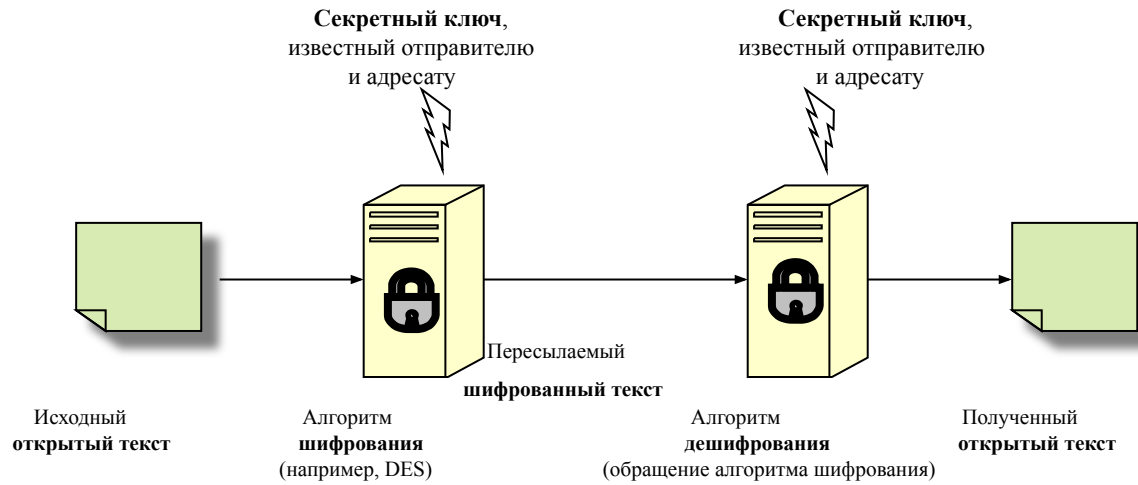 Секретный ключ,
известный отправителю
и адресату
Секретный ключ,
известный отправителю
и адресату
Пересылаемый
шифрованный текст
Исходный
открытый текст
Алгоритм
шифрования
(например, DES)
Алгоритм
дешифрования
(обращение алгоритма шифрования)
Полученный
открытый текст